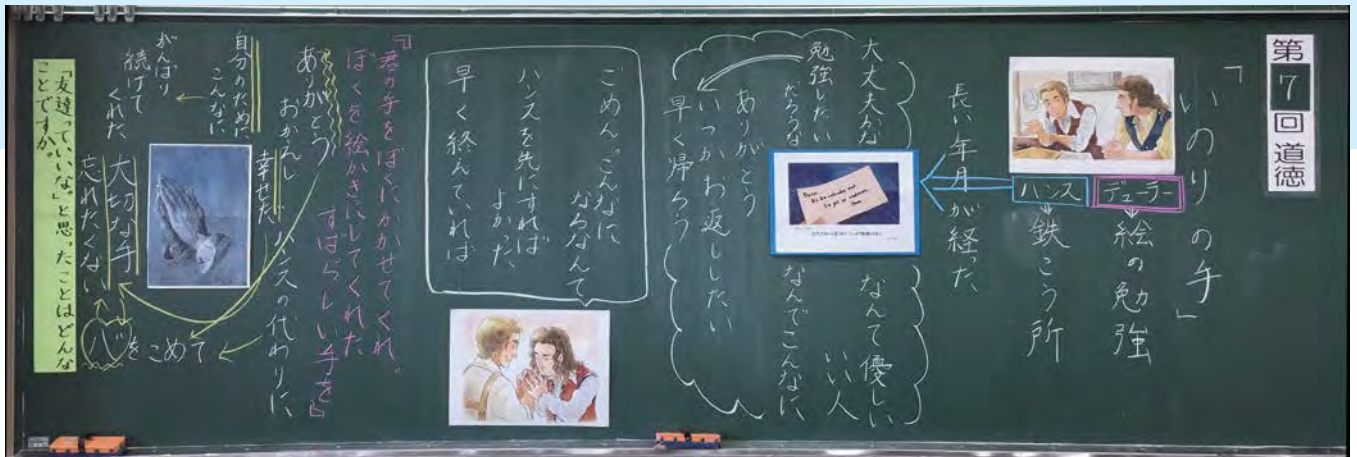 第7回道徳
「いのりの手」
デューラー
絵の勉強
ハンス
鉄こう所
長い年月が経った、
大丈夫かな
勉強したい
だろうな
ありがとう
いつかお返ししたい
早く帰ろう
なんて優しい
いい人
なんでこんなに
ごめん。こんなに
なるなんて
ハンスを先にすれば
よかった、
早く終えていれば
「君の手をぼくにかかせてくれ。
ぼくを絵かきにしてくれた
すばらしい手を」
ありがとう
おかえし
ハンスの代わりに、
幸せだ
自分のために、
こんなに
がんばり
続けて
くれた、
大切な手
忘れたくない
心をこめて
「友達っていいな。」と思ったことはどんな
ことですか。